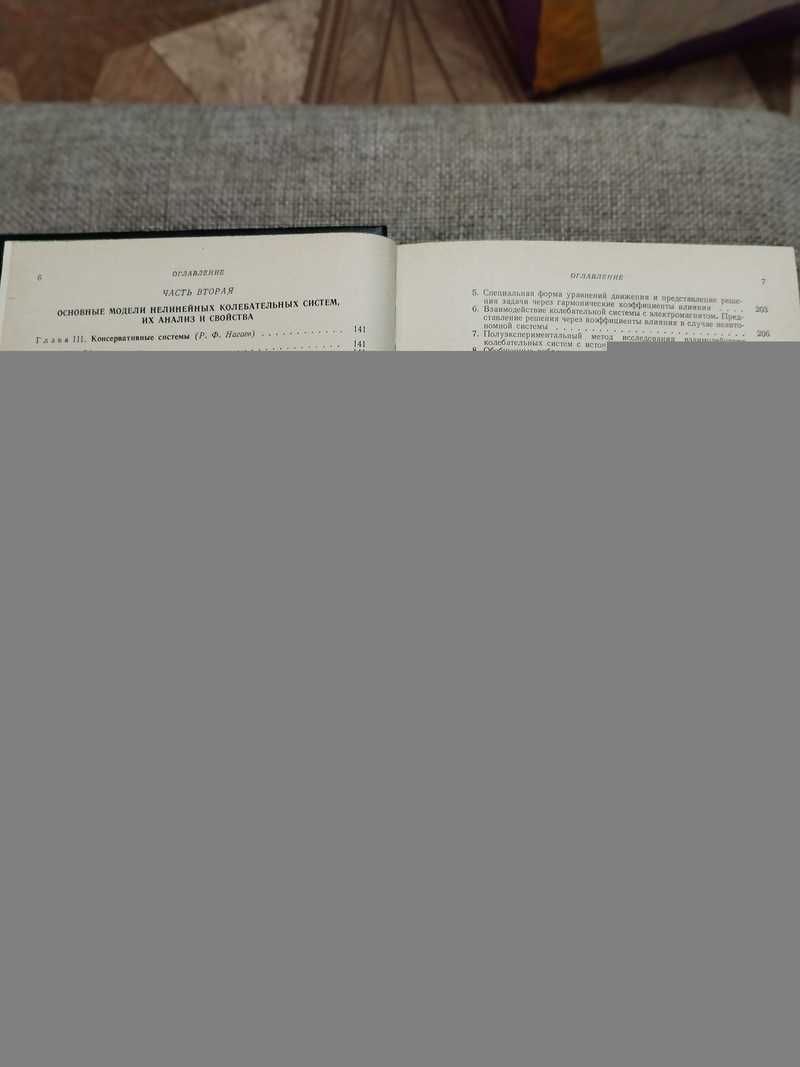 6
ОГЛАВЛЕНИЕ
ЧАСТЬ ВТОРАЯ
ОСНОВНЫЕ МОДЕЛИ НЕЛИНЕЙНЫХ КОЛЕБАТЕЛЬНЫХ СИСТЕМ,
ИХ АНАЛИЗ И СВОЙСТВА
Глава III. Консервативные системы (Р. Ф. Нагаев) . . . . . . . . . . . . 141
141
ОГЛАВЛЕНИЕ
7
5. Специальная форма уравнений движения и представление реше-
ния задачи через гармонические коэффициенты влияния . . . . 203
6. Взаимодействие колебательной системы с электромагнитом. Пред-
ставление решения через коэффициенты влияния в случае неавто-
номной системы . . . . . . . . . . . . . . . . . . . . 206
7. Полуэкспериментальный метод исследования взаимодействия
колебательных систем с